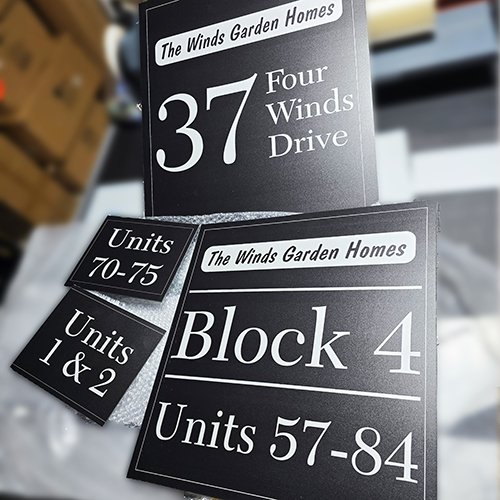 The Winds Garden Homes
37
Four
Winds
Drive
Units
70-75
Units
1 & 2
The Winds Garden Homes
Block 4
Units 57-84